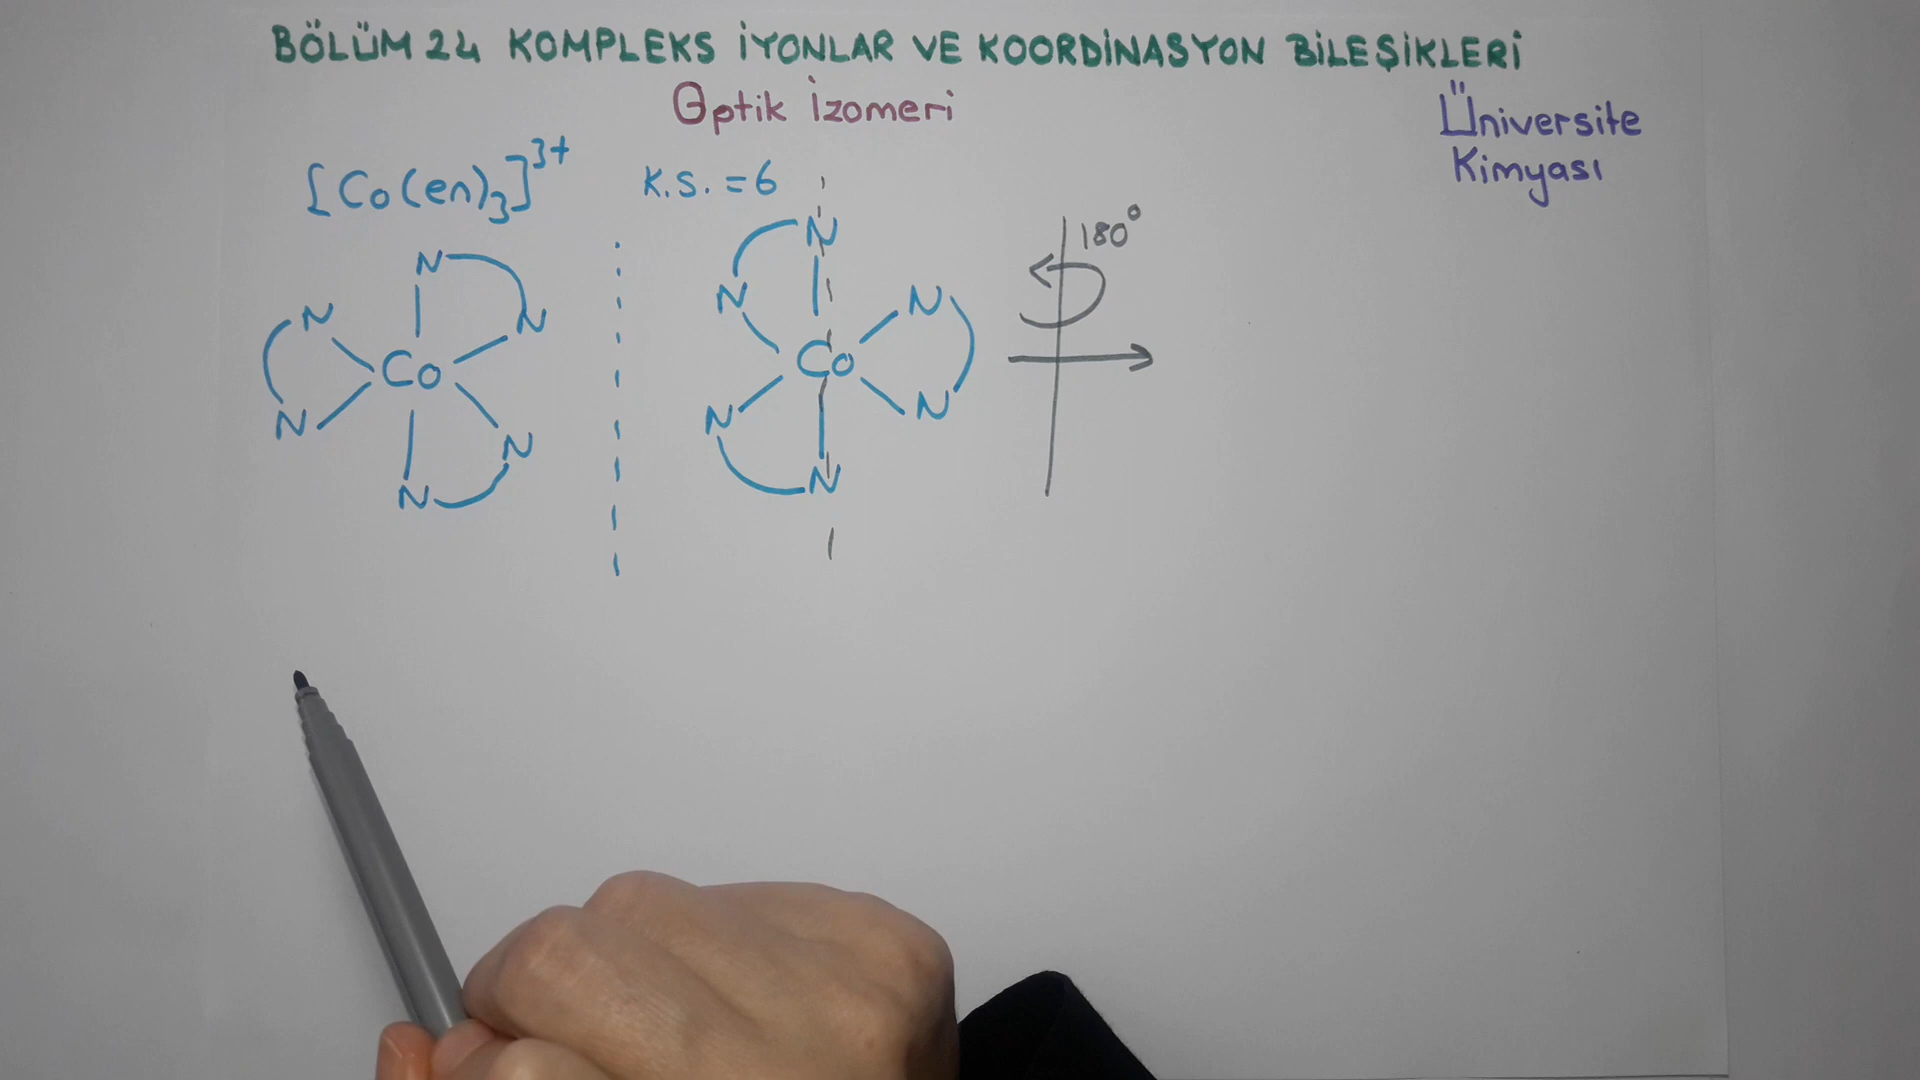 BÖLÜM 24 KOMPLEKS İYONLAR VE KOORDİNASYON BİLEŞİKLERİ
Optik İzomeri
Üniversite
Kimyası
[Co(en)3]3+
K.S. = 6
N
N
N
Co
N
N
N
N
N
N
Co
N
N
N
180°